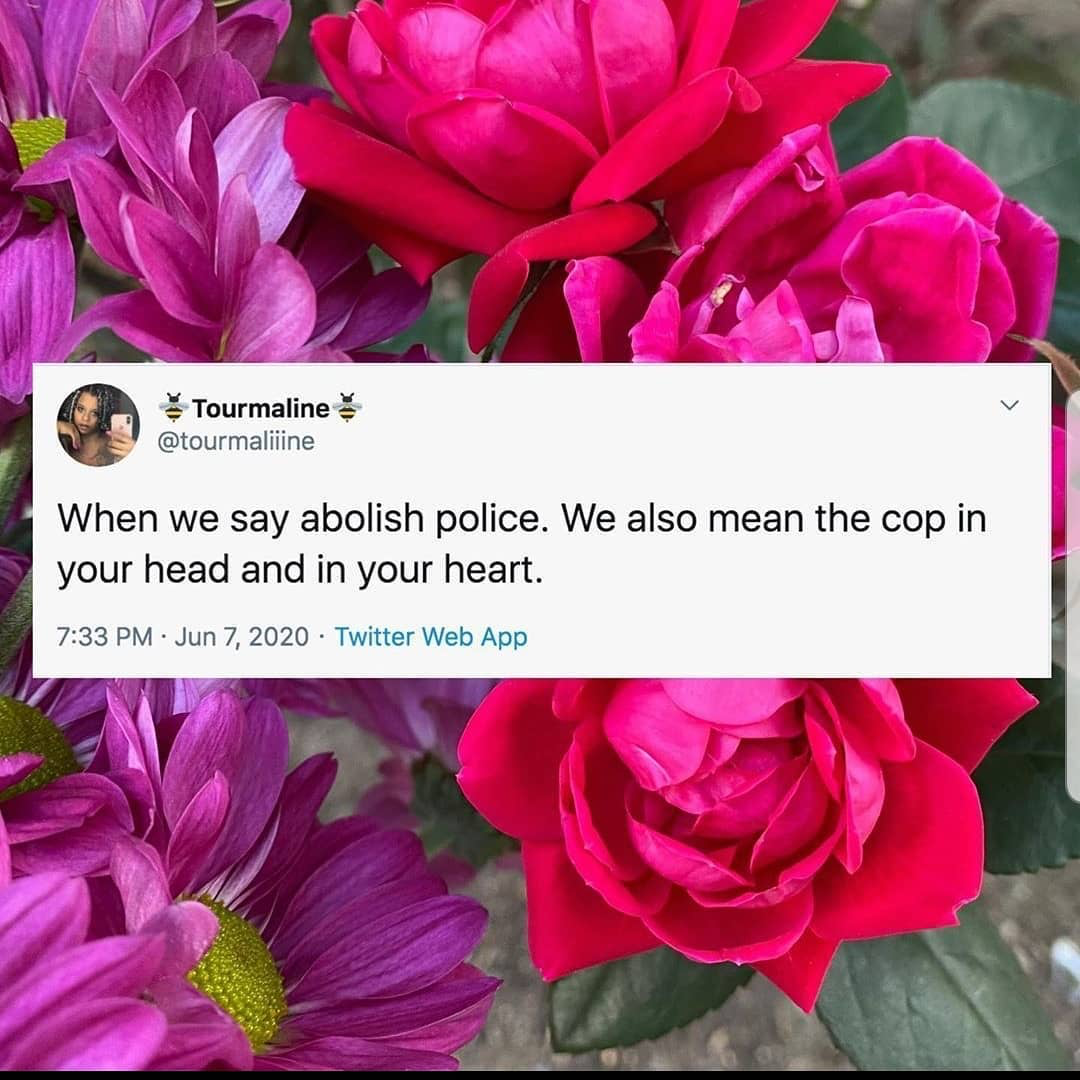 🐝Tourmaline🐝
@tourmaliiine
When we say abolish police. We also mean the cop in
your head and in your heart.
7:33 PM · Jun 7, 2020 · Twitter Web App